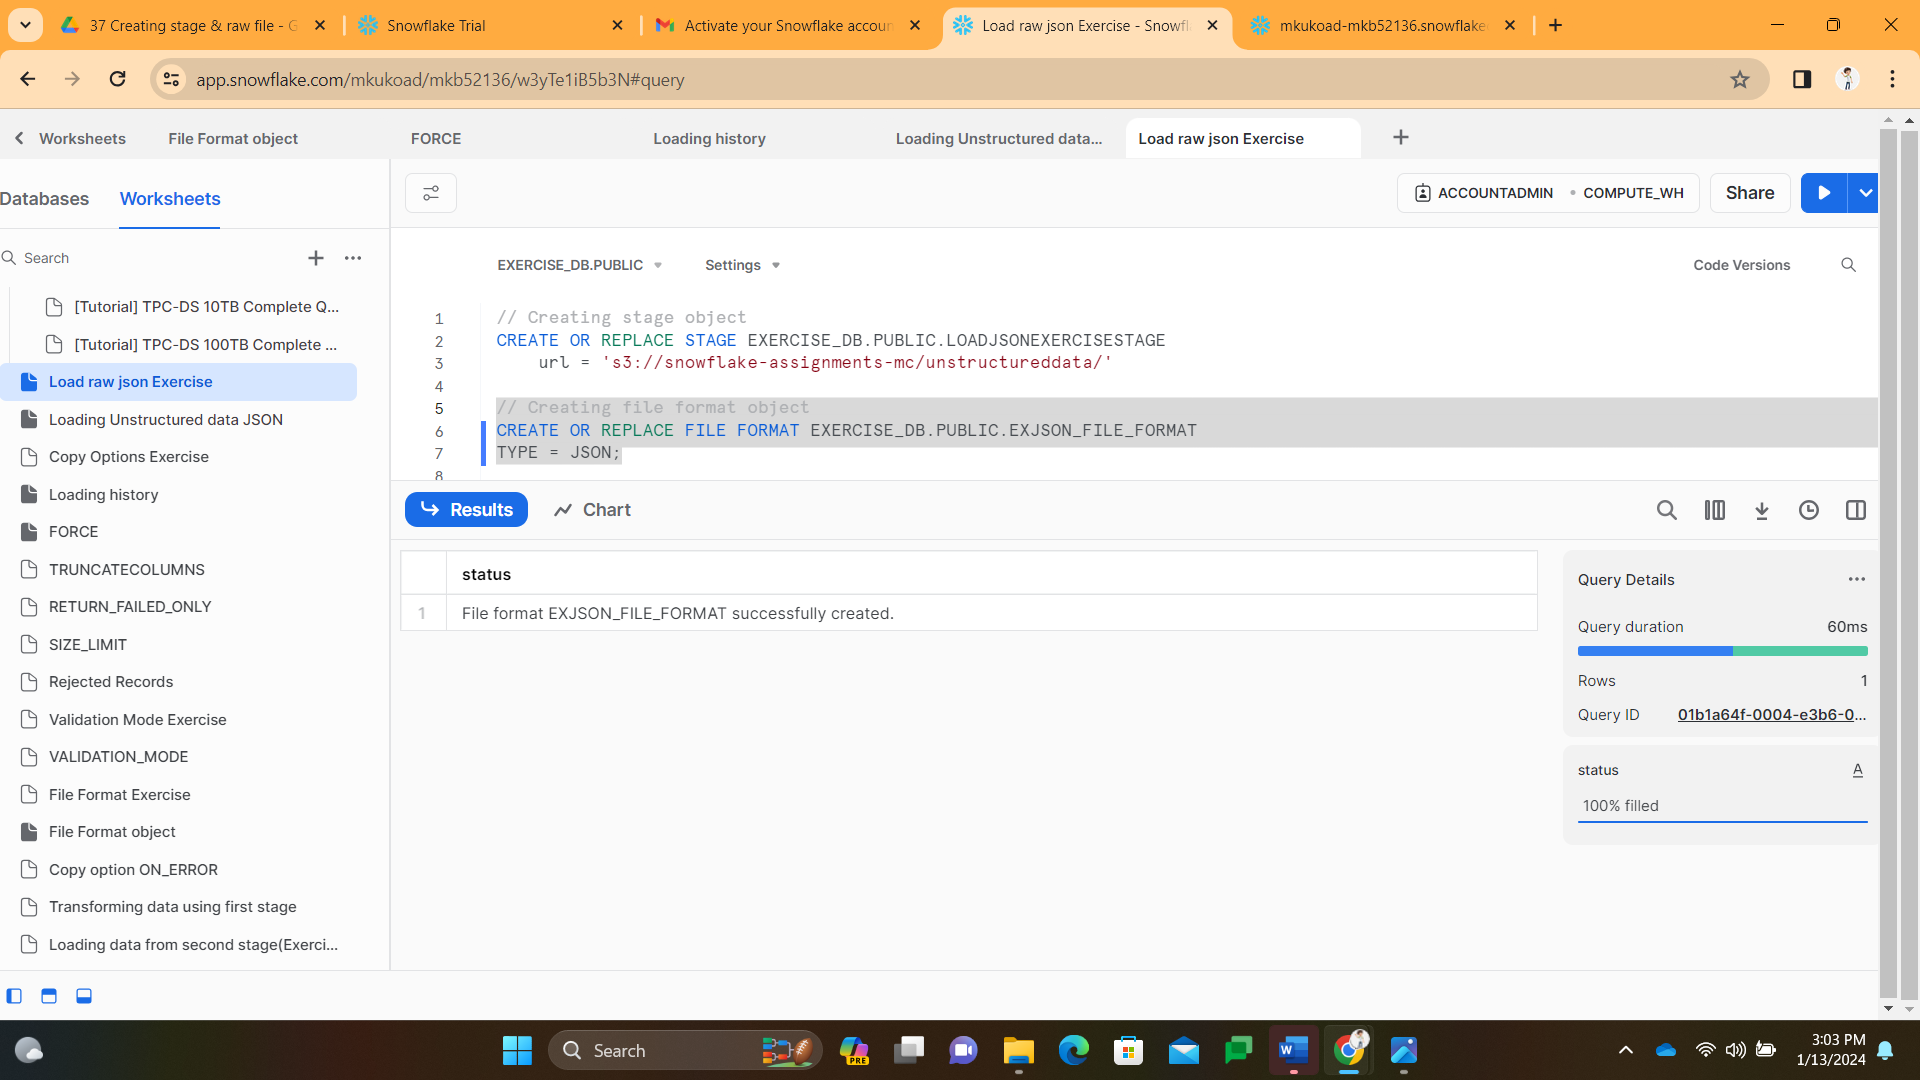 37 Creating stage & raw file - G
Snowflake Trial
Activate your Snowflake accoun
Load raw json Exercise - Snowfl
mkukoad-mkb52136.snowflake
app.snowflake.com/mkukoad/mkb52136/w3yTe1iB5b3N#query
Worksheets
File Format object
FORCE
Loading history
Loading Unstructured data...
Load raw json Exercise
Databases
Worksheets
ACCOUNTADMIN
COMPUTE_WH
Share
Search
EXERCISE_DB.PUBLIC
Settings
Code Versions
[Tutorial] TPC-DS 10TB Complete Q...
[Tutorial] TPC-DS 100TB Complete ...
Load raw json Exercise
Loading Unstructured data JSON
Copy Options Exercise
Loading history
FORCE
TRUNCATECOLUMNS
RETURN_FAILED_ONLY
SIZE_LIMIT
Rejected Records
Validation Mode Exercise
VALIDATION_MODE
File Format Exercise
File Format object
Copy option ON_ERROR
Transforming data using first stage
Loading data from second stage(Exerci...
1 // Creating stage object
2 CREATE OR REPLACE STAGE EXERCISE_DB.PUBLIC.LOADJSONEXERCISESTAGE
3 url = 's3://snowflake-assignments-mc/unstructureddata/'
4
5 // Creating file format object
6 CREATE OR REPLACE FILE FORMAT EXERCISE_DB.PUBLIC.EXJSON_FILE_FORMAT
7 TYPE = JSON;
8
Results
Chart
status
1 File format EXJSON_FILE_FORMAT successfully created.
Query Details
Query duration 60ms
Rows 1
Query ID 01b1a64f-0004-e3b6-0...
status A
100% filled
Search
PRE
3:03 PM
1/13/2024